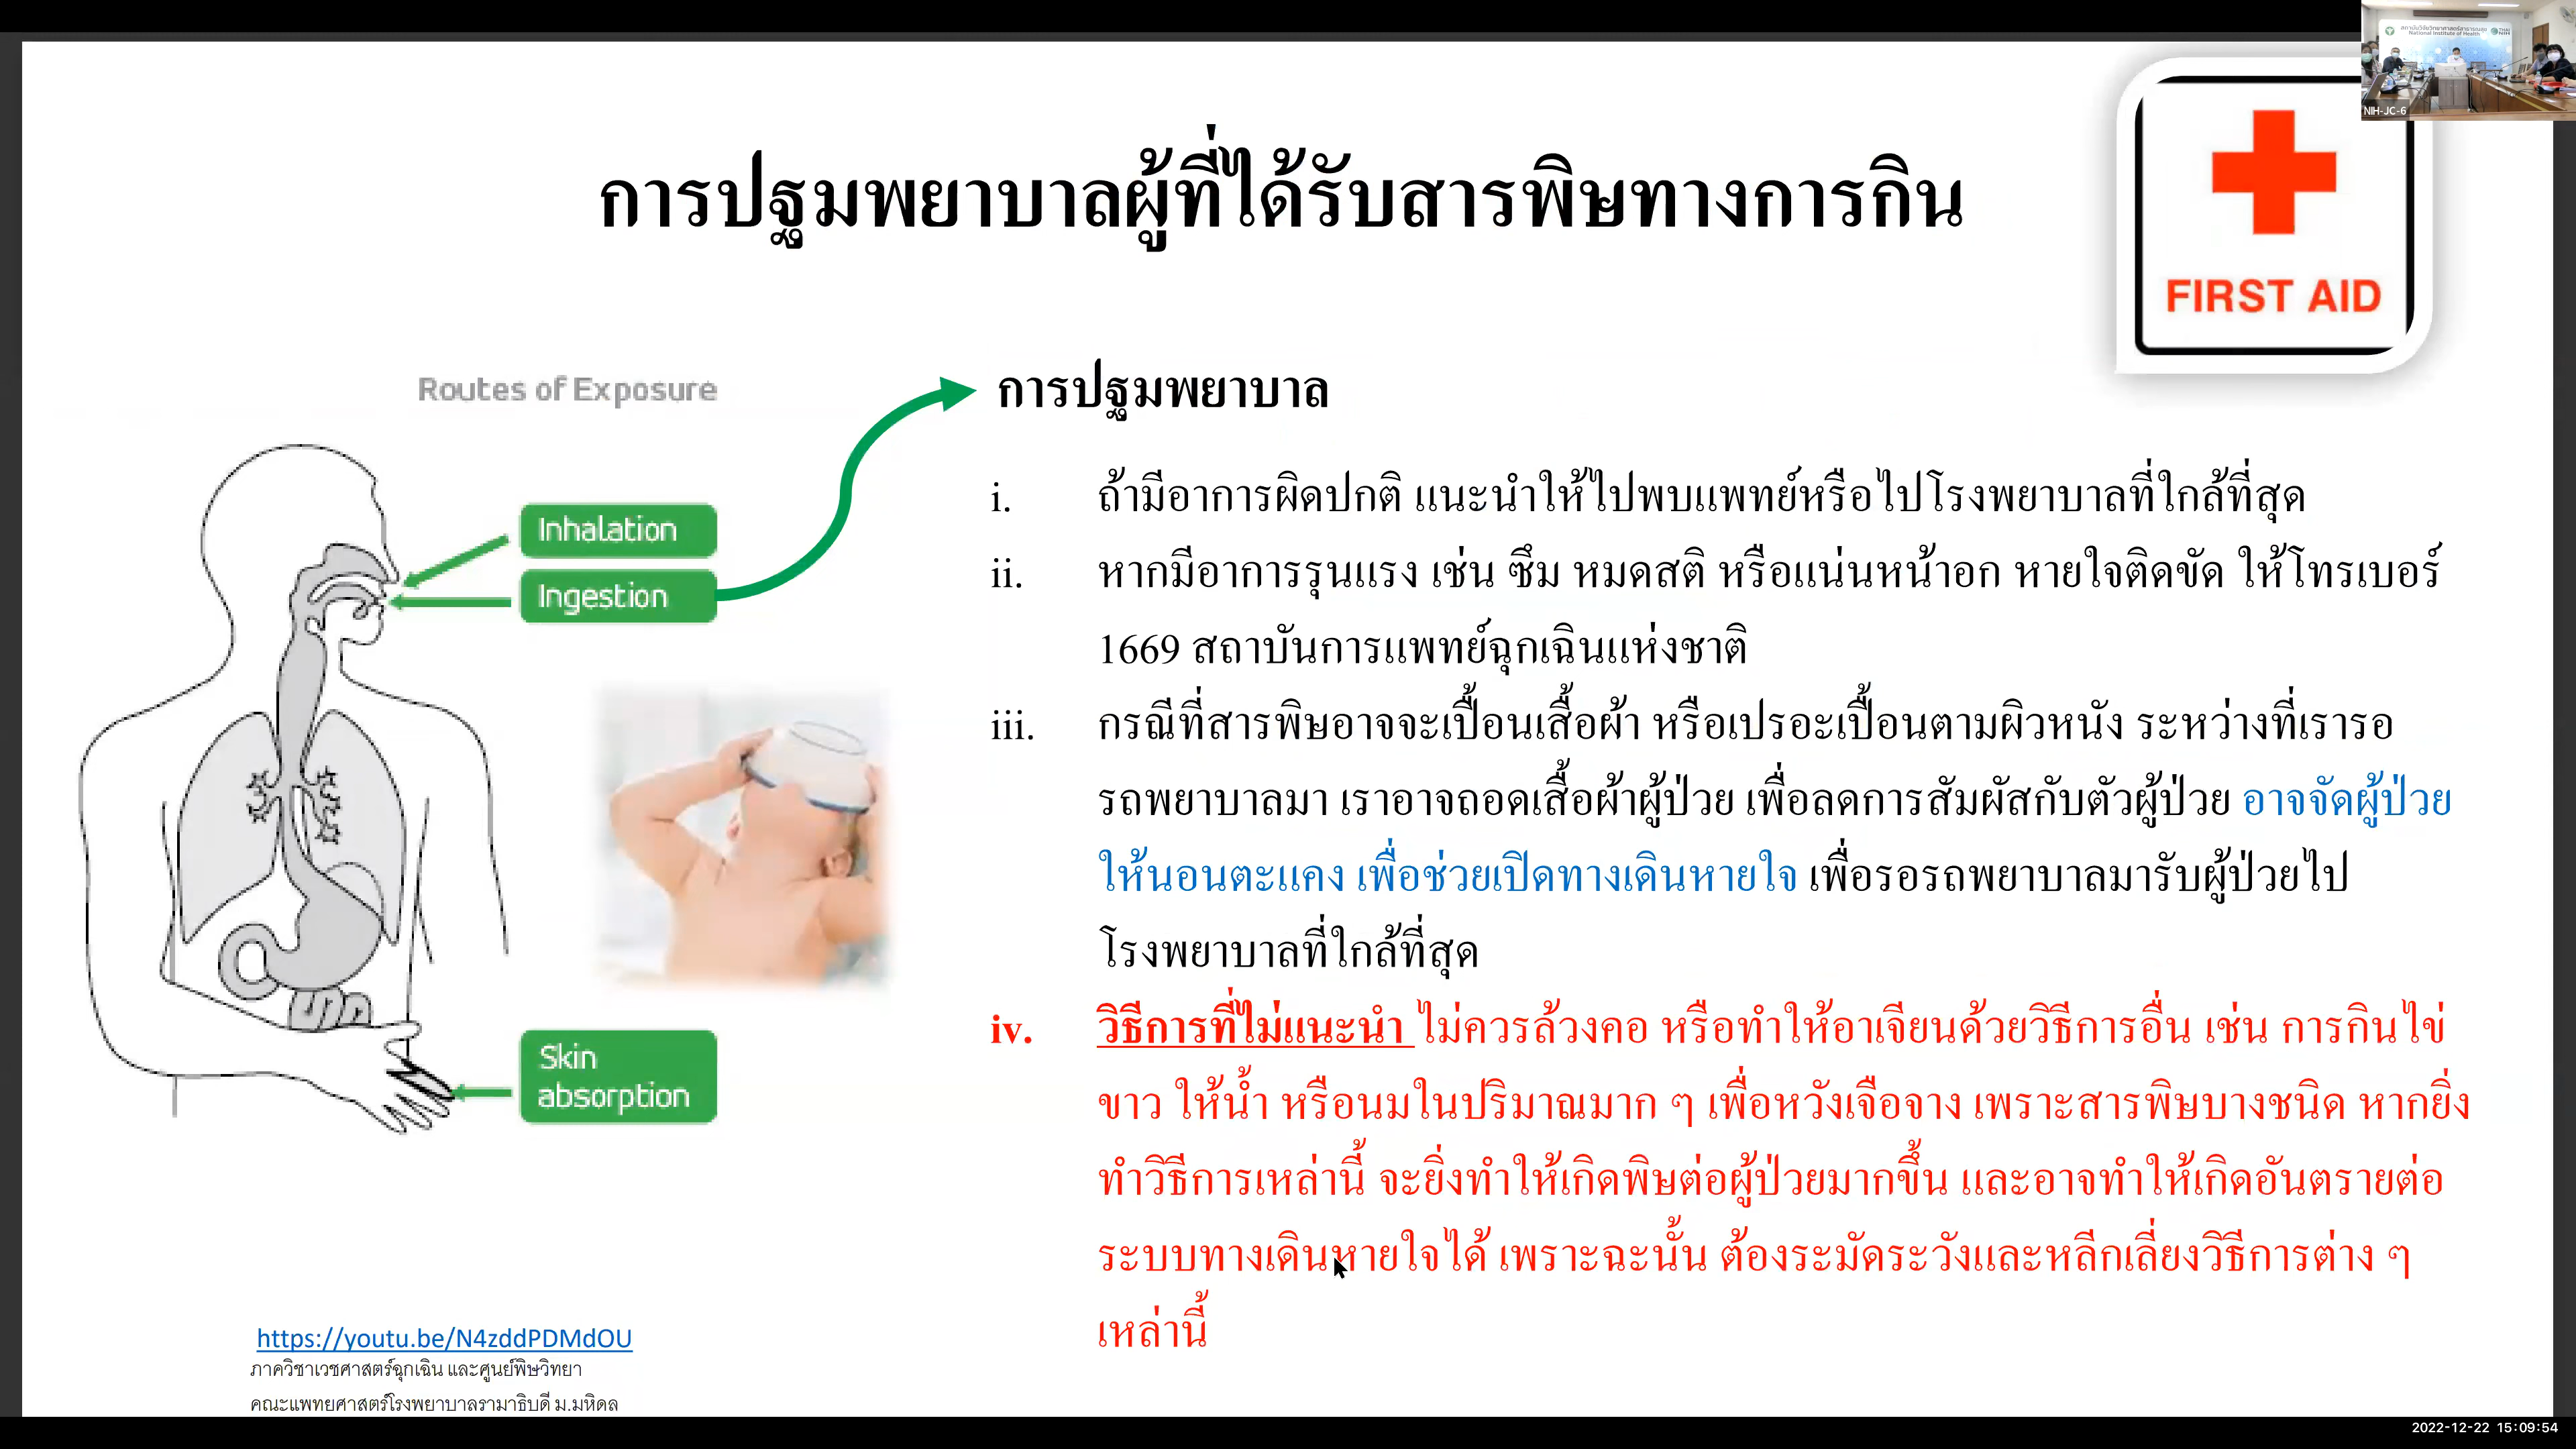 สถาบันวิจัยวิทยาศาสตร์สาธารณสุข
National Institute of Health
NIH-JC-6
การปฐมพยาบาลผู้ที่ได้รับสารพิษทางการกิน
FIRST AID
Routes of Exposure
Inhalation
Ingestion
Skin
absorption
การปฐมพยาบาล
i. ถ้ามีอาการผิดปกติ แนะนำให้ไปพบแพทย์หรือไปโรงพยาบาลที่ใกล้ที่สุด
ii. หากมีอาการรุนแรง เช่น ซึม หมดสติ หรือแน่นหน้าอก หายใจติดขัด ให้โทรเบอร์
1669 สถาบันการแพทย์ฉุกเฉินแห่งชาติ
iii. กรณีที่สารพิษอาจจะเปื้อนเสื้อผ้า หรือเปรอะเปื้อนตามผิวหนัง ระหว่างที่เรารอ
รถพยาบาลมา เราอาจถอดเสื้อผ้าผู้ป่วย เพื่อลดการสัมผัสกับตัวผู้ป่วย อาจจัดผู้ป่วย
ให้นอนตะแคง เพื่อช่วยเปิดทางเดินหายใจ เพื่อรอรถพยาบาลมารับผู้ป่วยไป
โรงพยาบาลที่ใกล้ที่สุด
iv. วิธีการที่ไม่แนะนำ ไม่ควรล้วงคอ หรือทำให้อาเจียนด้วยวิธีการอื่น เช่น การกินไข่
ขาว ให้น้ำ หรือนมในปริมาณมาก ๆ เพื่อหวังเจือจาง เพราะสารพิษบางชนิด หากยิ่ง
ทำวิธีการเหล่านี้ จะยิ่งทำให้เกิดพิษต่อผู้ป่วยมากขึ้น และอาจทำให้เกิดอันตรายต่อ
ระบบทางเดินหายใจได้ เพราะฉะนั้น ต้องระมัดระวังและหลีกเลี่ยงวิธีการต่าง ๆ
เหล่านี้
https://youtu.be/N4zddPDMdOU
ภาควิชาเวชศาสตร์ฉุกเฉิน และศูนย์พิษวิทยา
คณะแพทยศาสตร์โรงพยาบาลรามาธิบดี ม.มหิดล
2022-12-22 15:09:54